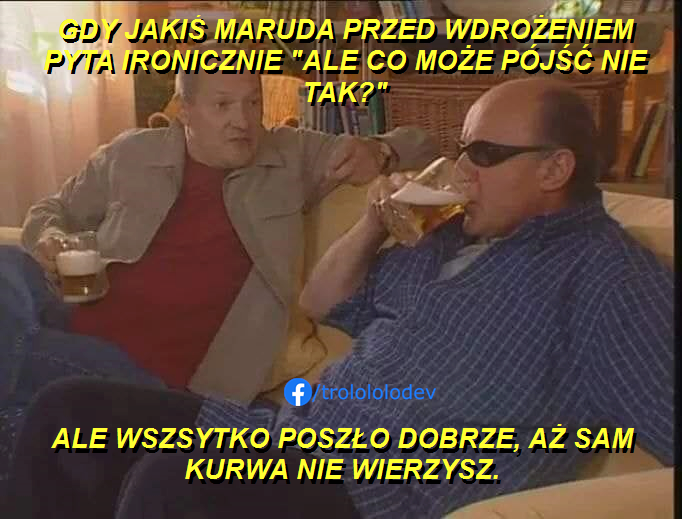 GDY JAKIŚ MARUDA PRZED WDROŻENIEM
PYTA IRONICZNIE "ALE CO MOŻE PÓJŚĆ NIE
TAK?"
/trolololodev
ALE WSZSYTKO POSZŁO DOBRZE, AŻ SAM
KURWA NIE WIERZYSZ.